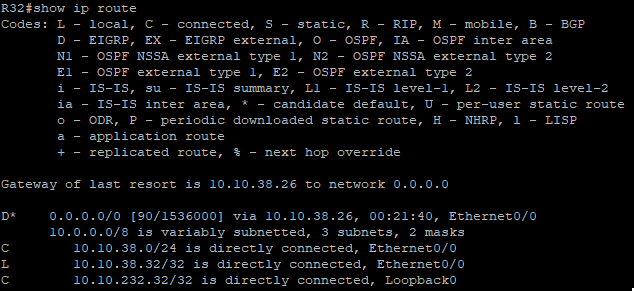 R32#show ip route
Codes: L - local, C - connected, S - static, R - RIP, M - mobile, B - BGP
       D - EIGRP, EX - EIGRP external, O - OSPF, IA - OSPF inter area
       N1 - OSPF NSSA external type 1, N2 - OSPF NSSA external type 2
       E1 - OSPF external type 1, E2 - OSPF external type 2
       i - IS-IS, su - IS-IS summary, L1 - IS-IS level-1, L2 - IS-IS level-2
       ia - IS-IS inter area, * - candidate default, U - per-user static route
       o - ODR, P - periodic downloaded static route, H - NHRP, l - LISP
       a - application route
       + - replicated route, % - next hop override

Gateway of last resort is 10.10.38.26 to network 0.0.0.0

D*    0.0.0.0/0 [90/1536000] via 10.10.38.26, 00:21:40, Ethernet0/0
      10.0.0.0/8 is variably subnetted, 3 subnets, 2 masks
C        10.10.38.0/24 is directly connected, Ethernet0/0
L        10.10.38.32/32 is directly connected, Ethernet0/0
C        10.10.232.32/32 is directly connected, Loopback0